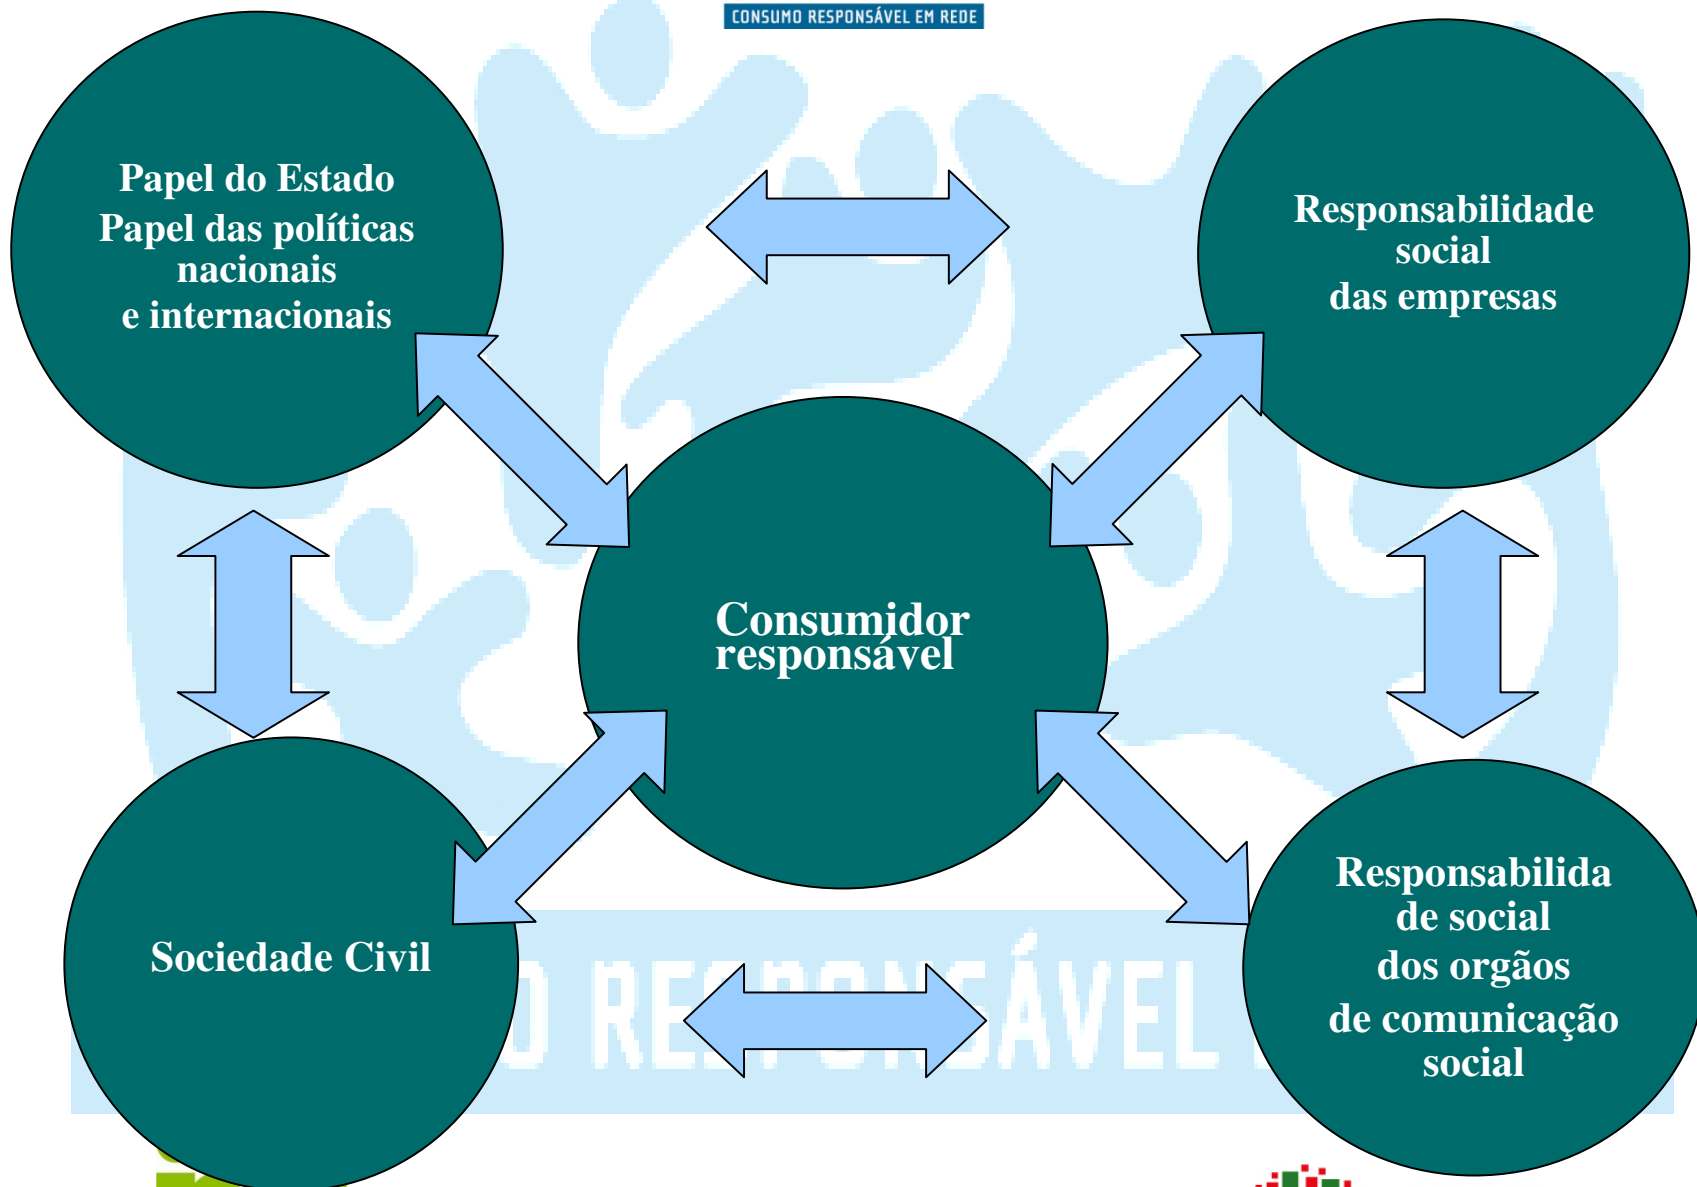 CONSUMO RESPONSÁVEL EM REDE
Papel do Estado
Papel das políticas
nacionais
e internacionais
Responsabilidade
social
das empresas
Consumidor
responsável
Sociedade Civil
Responsabilida
de social
dos orgãos
de comunicação
social
O RESPONSÁVEL